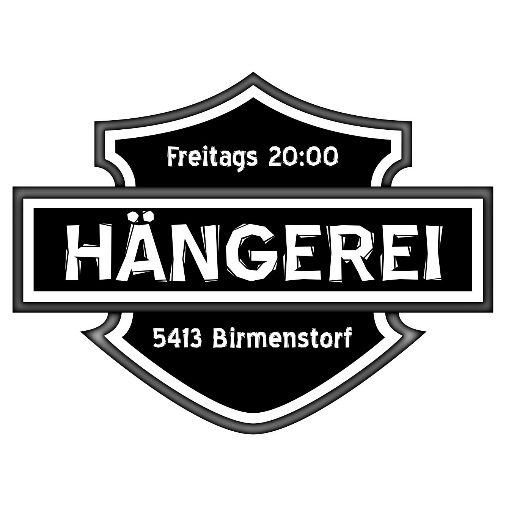 Freitags 20:00
HÄNGEREI
5413 Birmenstorf